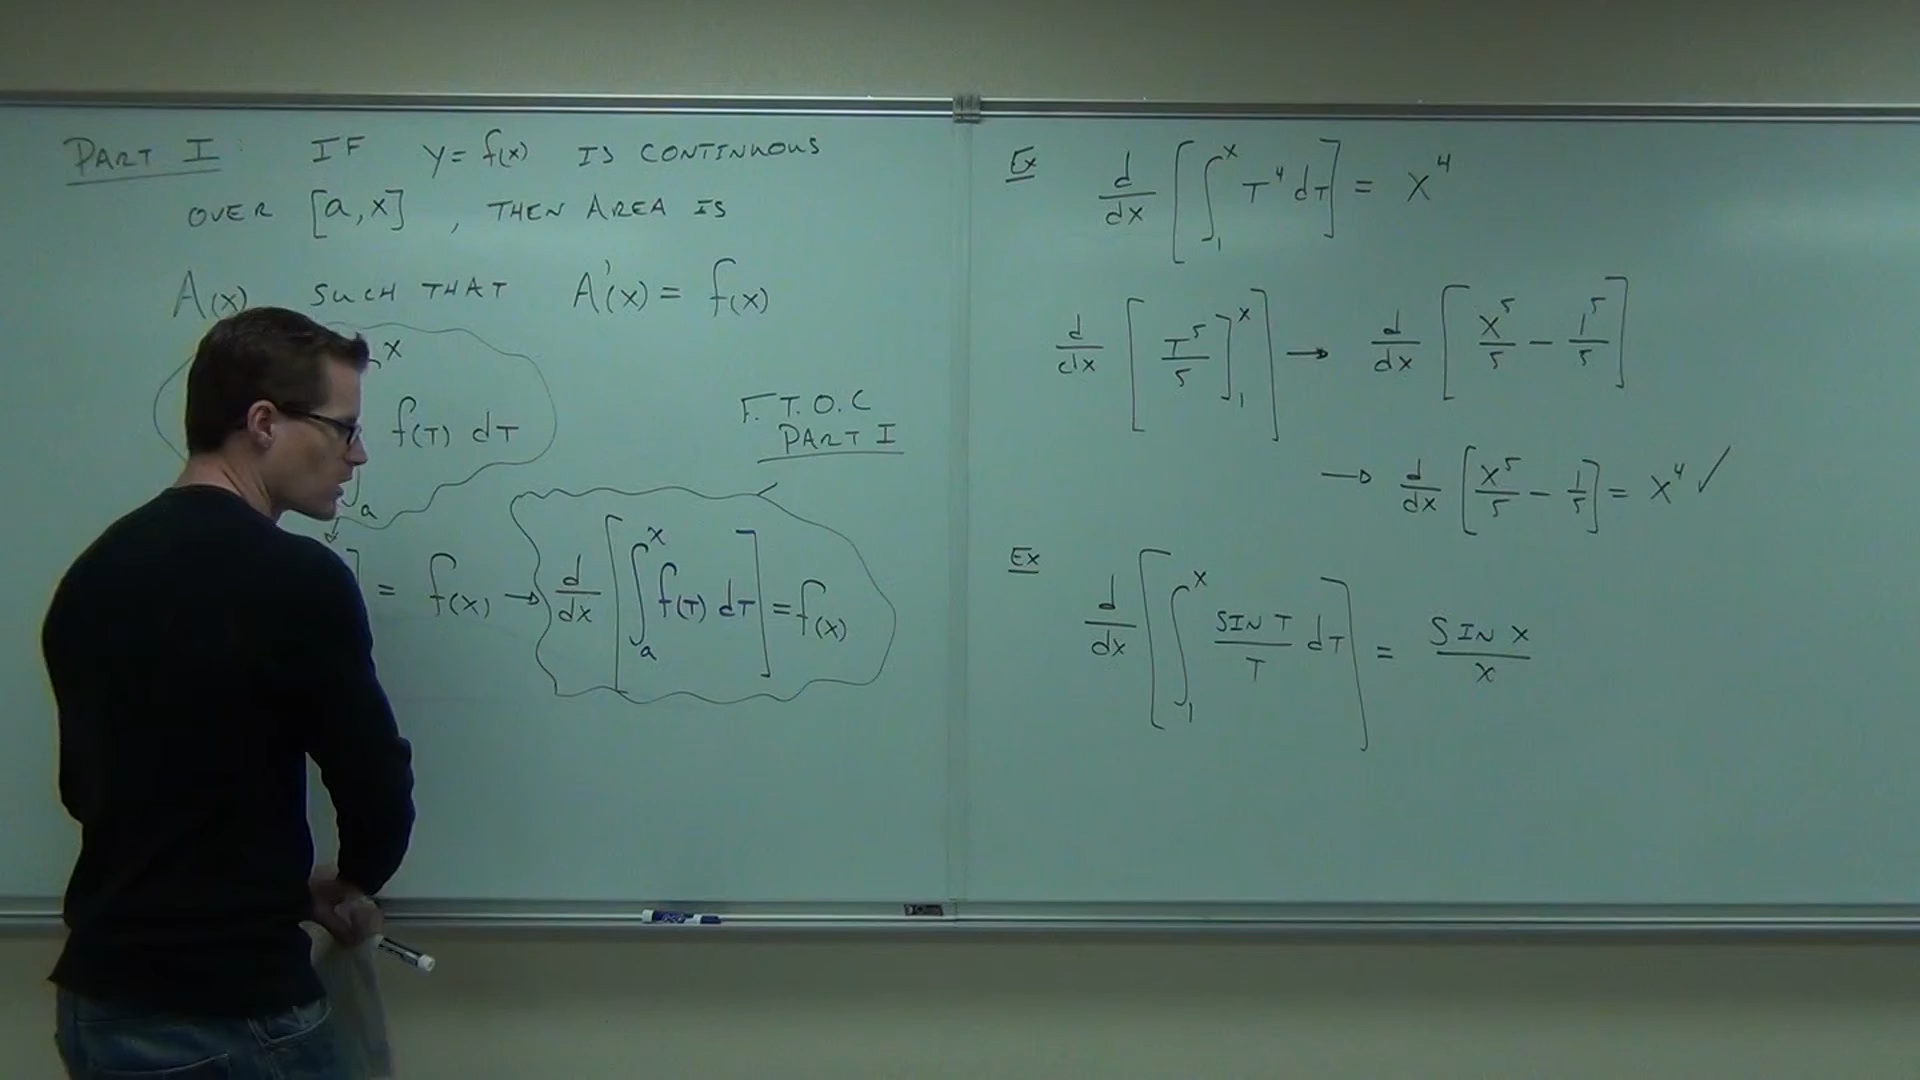 PART I: IF y = f(x) IS CONTINUOUS
OVER [a, x], THEN AREA IS
A(x) SUCH THAT A'(x) = f(x)
x
f(T) dT
a
F.T.O.C
PART I
] = f(x) → d/dx [∫_a^x f(T) dT] = f(x)
Ex d/dx [∫_1^x T^4 dT] = x^4
d/dx [T^5/5]_1^x] → d/dx [x^5/5 - 1^5/5]
→ d/dx [x^5/5 - 1/5] = x^4 ✓
Ex d/dx [∫_1^x SIN T/T dT] = SIN x/x